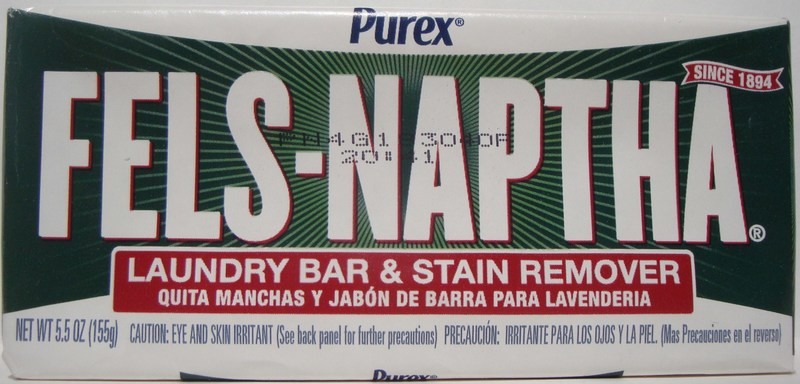 Purex®
SINCE 1894
FELS-NAPTHA®
LAUNDRY BAR & STAIN REMOVER
QUITA MANCHAS Y JABÓN DE BARRA PARA LAVENDERIA
NET WT 5.5 OZ (155g) CAUTION: EYE AND SKIN IRRITANT (See back panel for further precautions) PRECAUCIÓN: IRRITANTE PARA LOS OJOS Y LA PIEL. (Mas Precauciones en el reverso)
Purex®